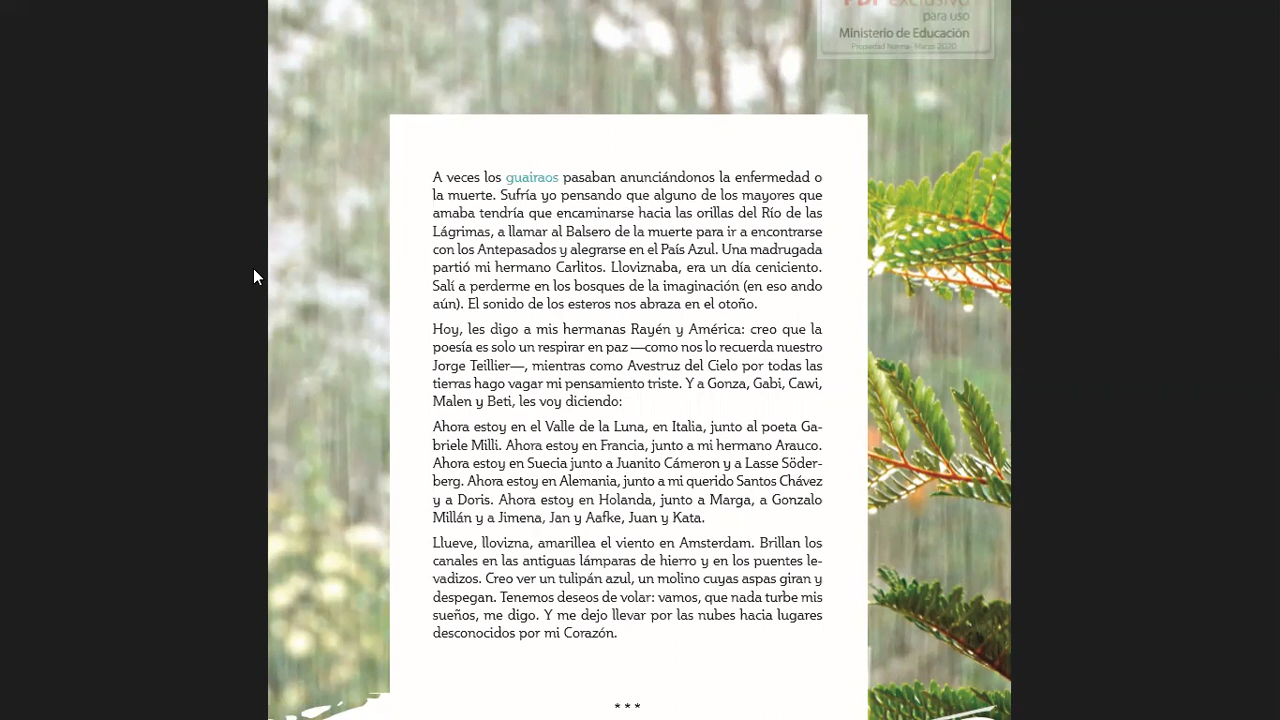 PDF exclusivo
para uso
Ministerio de Educación
Propiedad Norma, Marzo 2020
A veces los guairaos pasaban anunciándonos la enfermedad o
la muerte. Sufría yo pensando que alguno de los mayores que
amaba tendría que encaminarse hacia las orillas del Río de las
Lágrimas, a llamar al Balsero de la muerte para ir a encontrarse
con los Antepasados y alegrarse en el País Azul. Una madrugada
partió mi hermano Carlitos. Lloviznaba, era un día ceniciento.
Salí a perderme en los bosques de la imaginación (en eso ando
aún). El sonido de los esteros nos abraza en el otoño.
Hoy, les digo a mis hermanas Rayén y América: creo que la
poesía es solo un respirar en paz —como nos lo recuerda nuestro
Jorge Teillier—, mientras como Avestruz del Cielo por todas las
tierras hago vagar mi pensamiento triste. Y a Gonza, Gabi, Cawi,
Malen y Beti, les voy diciendo:
Ahora estoy en el Valle de la Luna, en Italia, junto al poeta Ga-
briele Milli. Ahora estoy en Francia, junto a mi hermano Arauco.
Ahora estoy en Suecia junto a Juanito Cámeron y a Lasse Söder-
berg. Ahora estoy en Alemania, junto a mi querido Santos Chávez
y a Doris. Ahora estoy en Holanda, junto a Marga, a Gonzalo
Millán y a Jimena, Jan y Aafke, Juan y Kata.
Llueve, llovizna, amarillea el viento en Amsterdam. Brillan los
canales en las antiguas lámparas de hierro y en los puentes le-
vadizos. Creo ver un tulipán azul, un molino cuyas aspas giran y
despegan. Tenemos deseos de volar: vamos, que nada turbe mis
sueños, me digo. Y me dejo llevar por las nubes hacia lugares
desconocidos por mi Corazón.
* * *